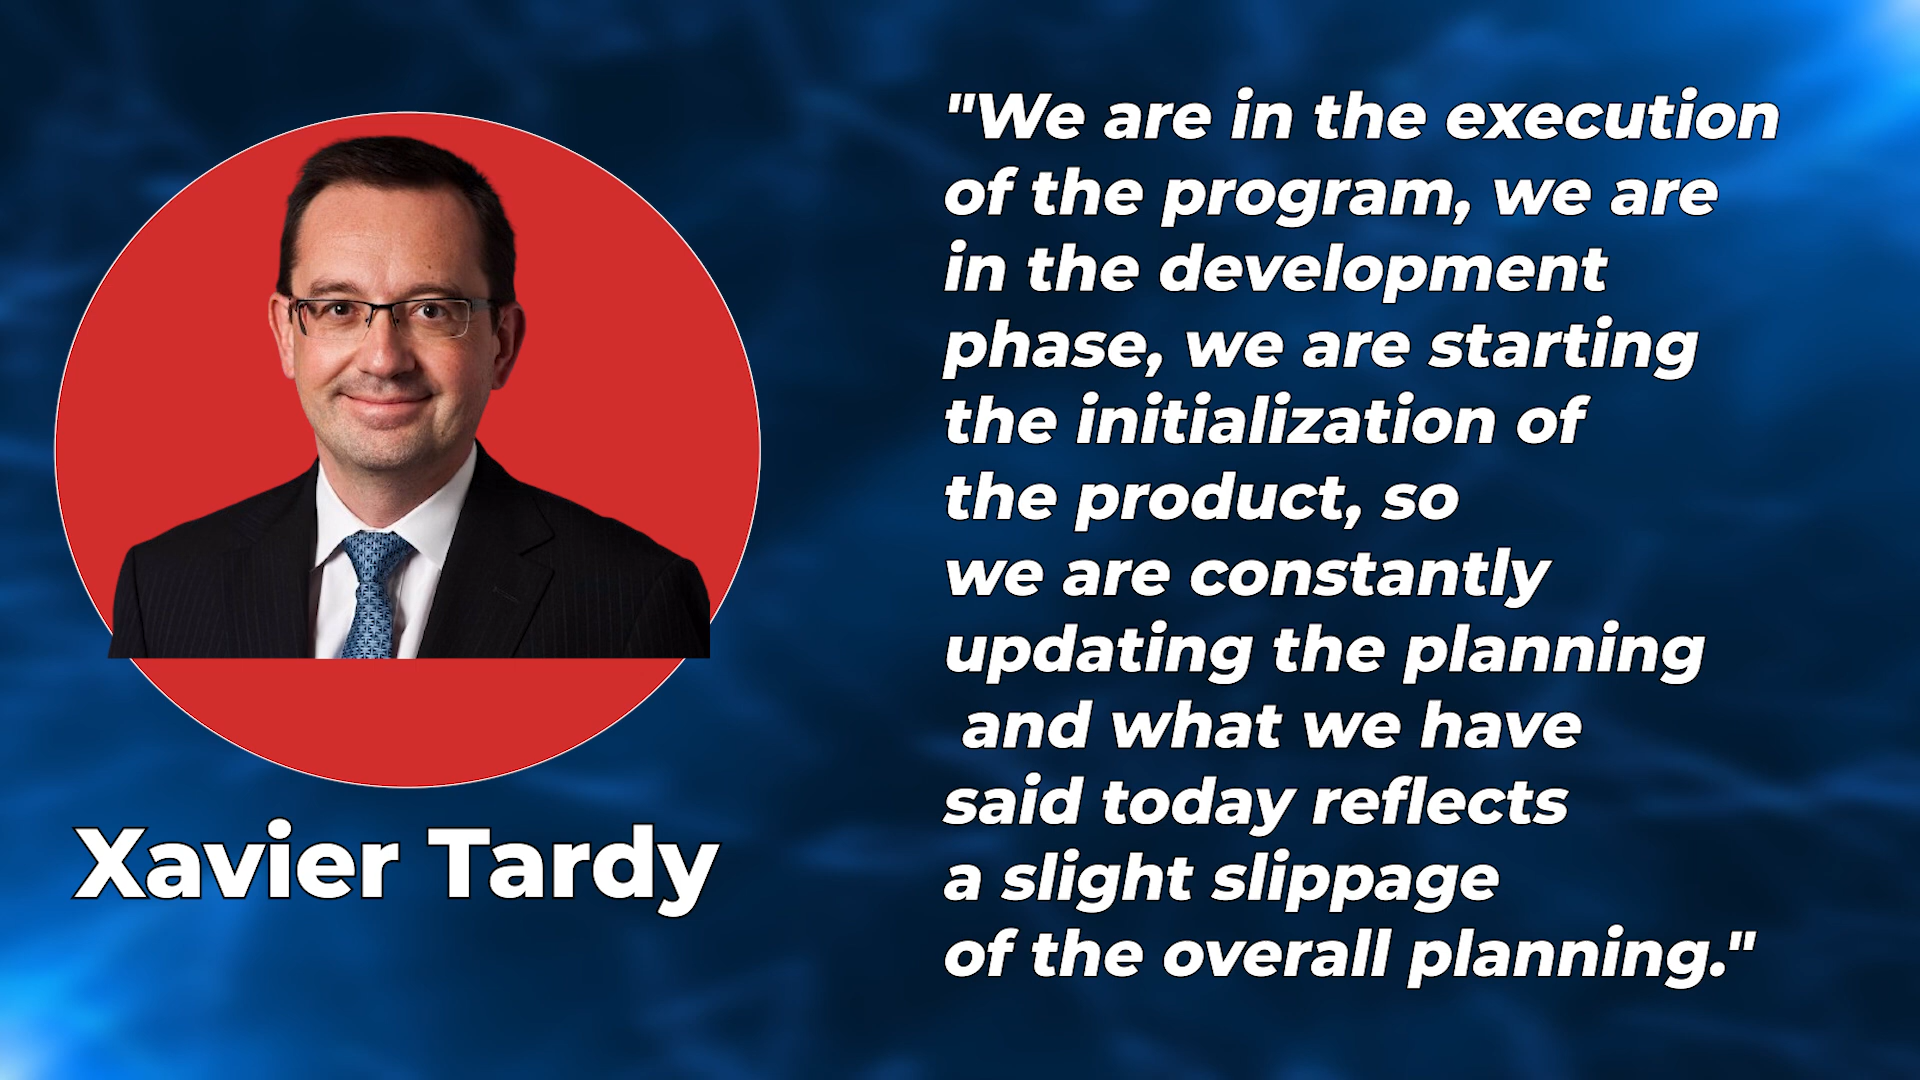 Xavier Tardy
"We are in the execution
of the program, we are
in the development
phase, we are starting
the initialization of
the product, so
we are constantly
updating the planning
and what we have
said today reflects
a slight slippage
of the overall planning."